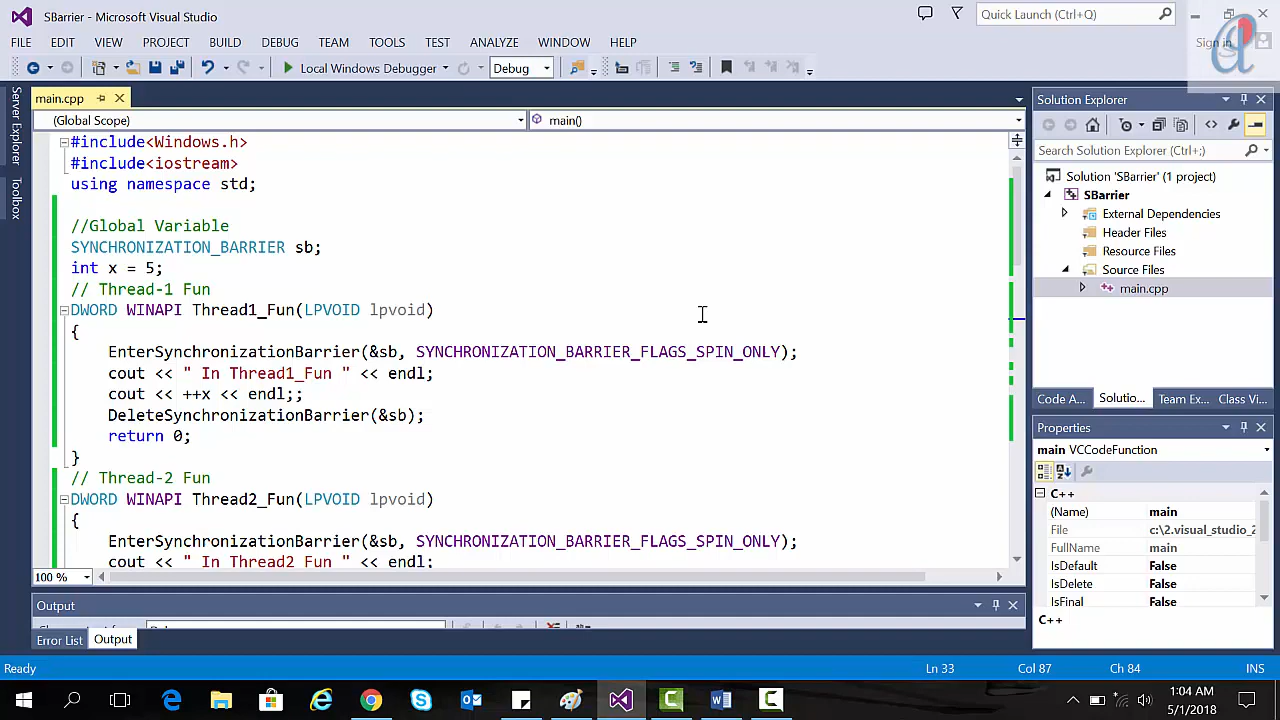 SBarrier - Microsoft Visual Studio
Quick Launch (Ctrl+Q)
FILE EDIT VIEW PROJECT BUILD DEBUG TEAM TOOLS TEST ANALYZE WINDOW HELP
Sign in
Local Windows Debugger Debug
Server Explorer
Toolbox
main.cpp
(Global Scope) main()
#include<Windows.h>
#include<iostream>
using namespace std;
//Global Variable
SYNCHRONIZATION_BARRIER sb;
int x = 5;
// Thread-1 Fun
DWORD WINAPI Thread1_Fun(LPVOID lpvoid)
{
EnterSynchronizationBarrier(&sb, SYNCHRONIZATION_BARRIER_FLAGS_SPIN_ONLY);
cout << " In Thread1_Fun " << endl;
cout << ++x << endl;;
DeleteSynchronizationBarrier(&sb);
return 0;
}
// Thread-2 Fun
DWORD WINAPI Thread2_Fun(LPVOID lpvoid)
{
EnterSynchronizationBarrier(&sb, SYNCHRONIZATION_BARRIER_FLAGS_SPIN_ONLY);
cout << " In Thread2 Fun " << endl;
100 %
Output
Error List Output
Solution Explorer
Search Solution Explorer (Ctrl+;)
Solution 'SBarrier' (1 project)
SBarrier
External Dependencies
Header Files
Resource Files
Source Files
main.cpp
Code A... Soluti­o... Team Ex... Class Vi...
Properties
main VCCodeFunction
C++
(Name) main
File c:\2.visual_studio_2
FullName main
IsDefault False
IsDelete False
IsFinal False
C++
Ready Ln 33 Col 87 Ch 84 INS
1:04 AM
5/1/2018